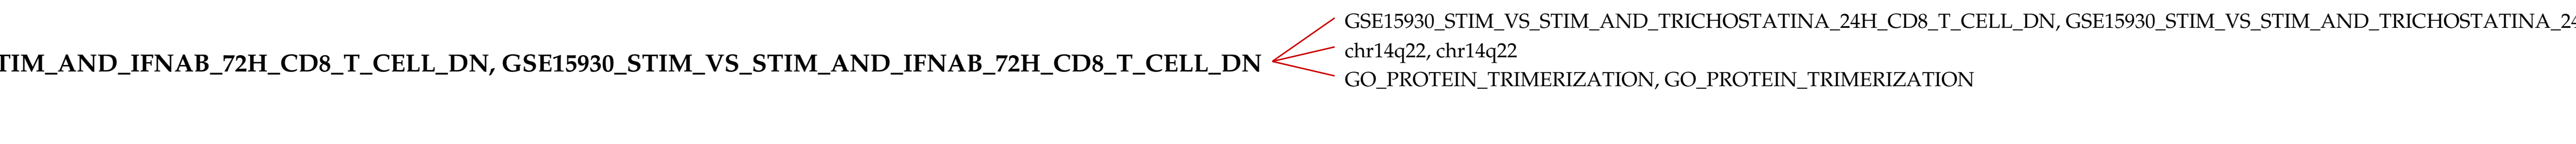 GSE15930_STIM_VS_STIM_AND_TRICHOSTATINA_24H_CD8_T_CELL_DN, GSE15930_STIM_VS_STIM_AND_TRICHOSTATINA_24
chr14q22, chr14q22
TIM_AND_IFNAB_72H_CD8_T_CELL_DN, GSE15930_STIM_VS_STIM_AND_IFNAB_72H_CD8_T_CELL_DN
GO_PROTEIN_TRIMERIZATION, GO_PROTEIN_TRIMERIZATION